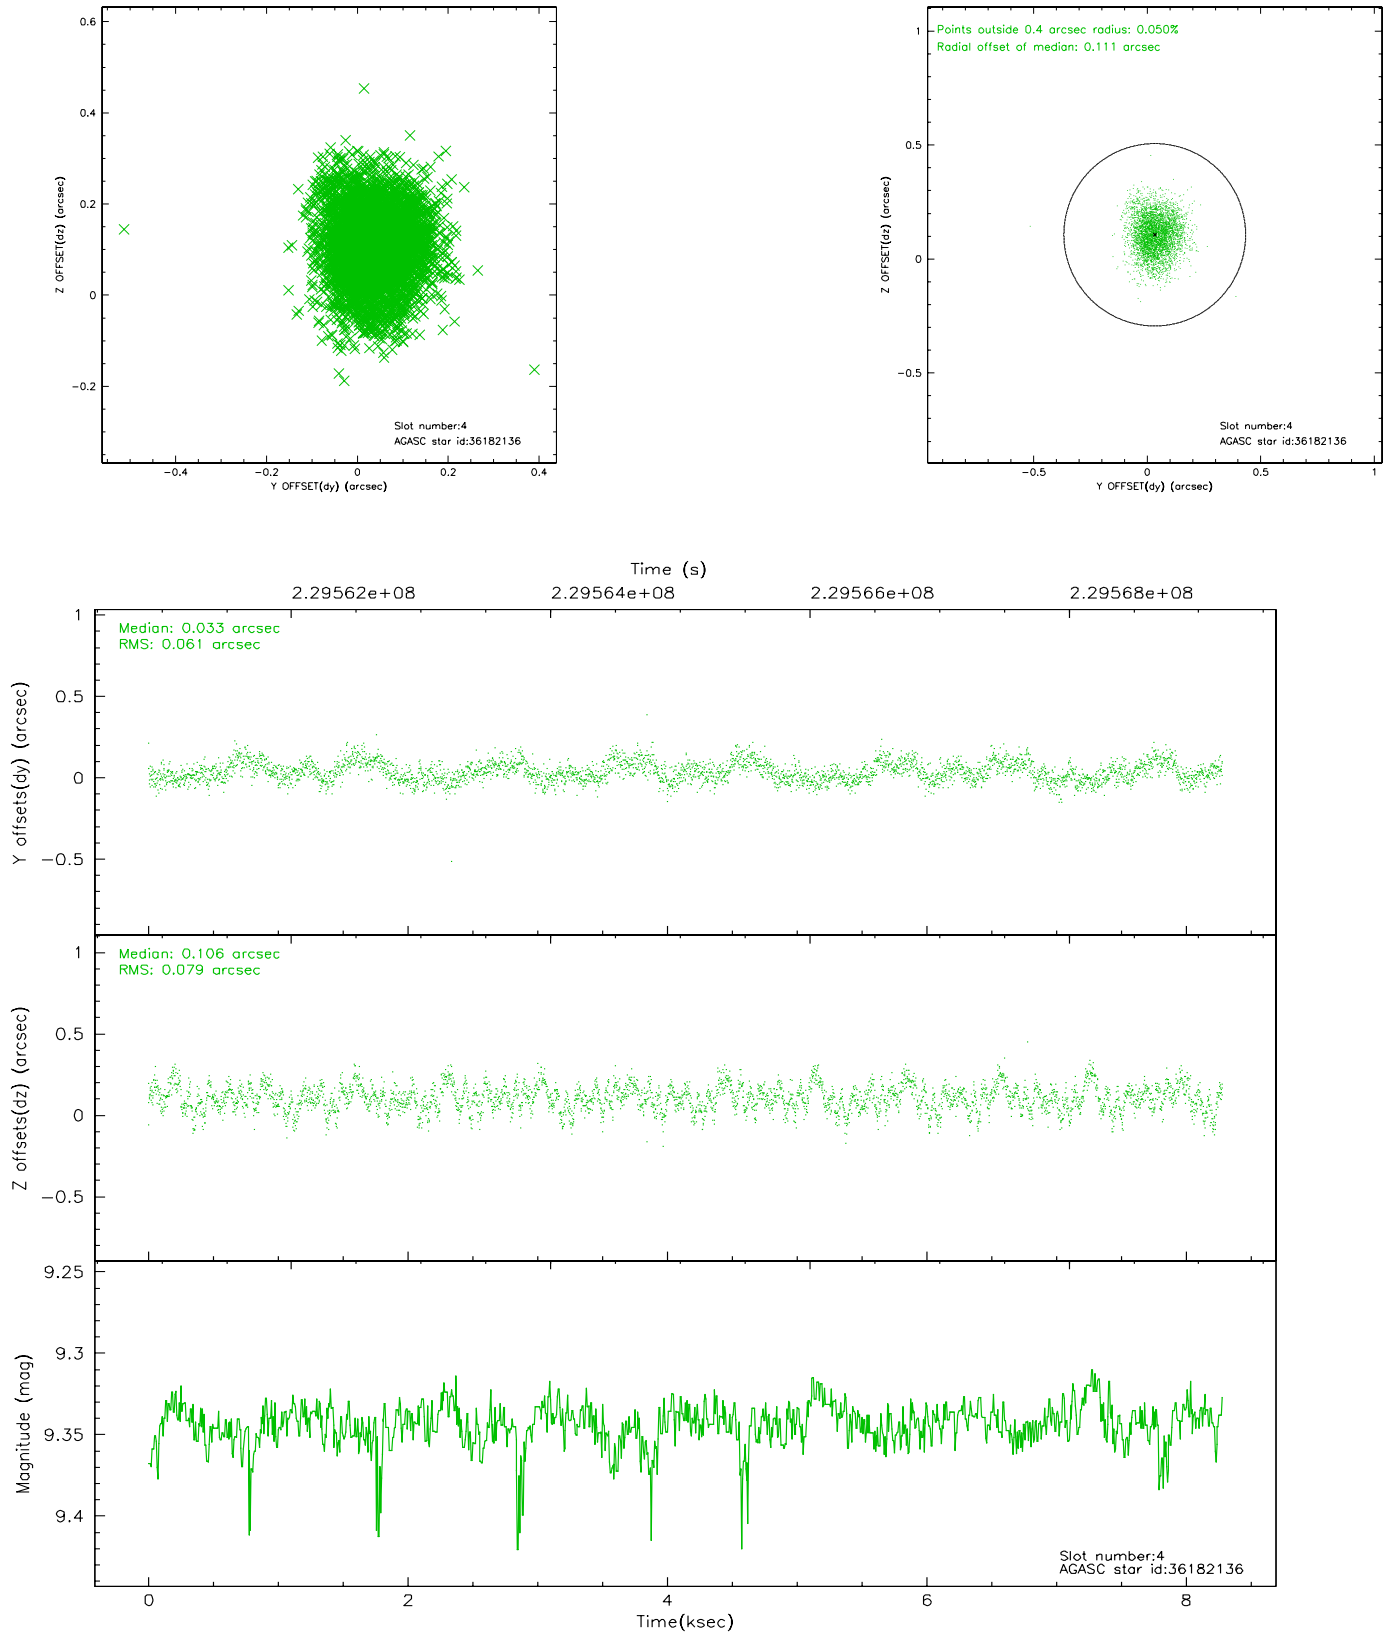 0.6
0.4
0.2
0
−0.2
Z OFFSET(dz) (arcsec)
Slot number:4
AGASC star id:36182136
−0.4
−0.2
0
0.2
0.4
Y OFFSET(dy) (arcsec)
Points outside 0.4 arcsec radius: 0.050%
Radial offset of median: 0.111 arcsec
1
0.5
0
−0.5
Z OFFSET(dz) (arcsec)
Slot number:4
AGASC star id:36182136
−0.5
0
0.5
1
Y OFFSET(dy) (arcsec)
Time (s)
2.29562e+08
2.29564e+08
2.29566e+08
2.29568e+08
Median: 0.033 arcsec
RMS: 0.061 arcsec
1
0.5
0
−0.5
Y offsets(dy) (arcsec)
Median: 0.106 arcsec
RMS: 0.079 arcsec
1
0.5
0
−0.5
Z offsets(dz) (arcsec)
9.25
9.3
9.35
9.4
Magnitude (mag)
Slot number:4
AGASC star id:36182136
0
2
4
6
8
Time(ksec)